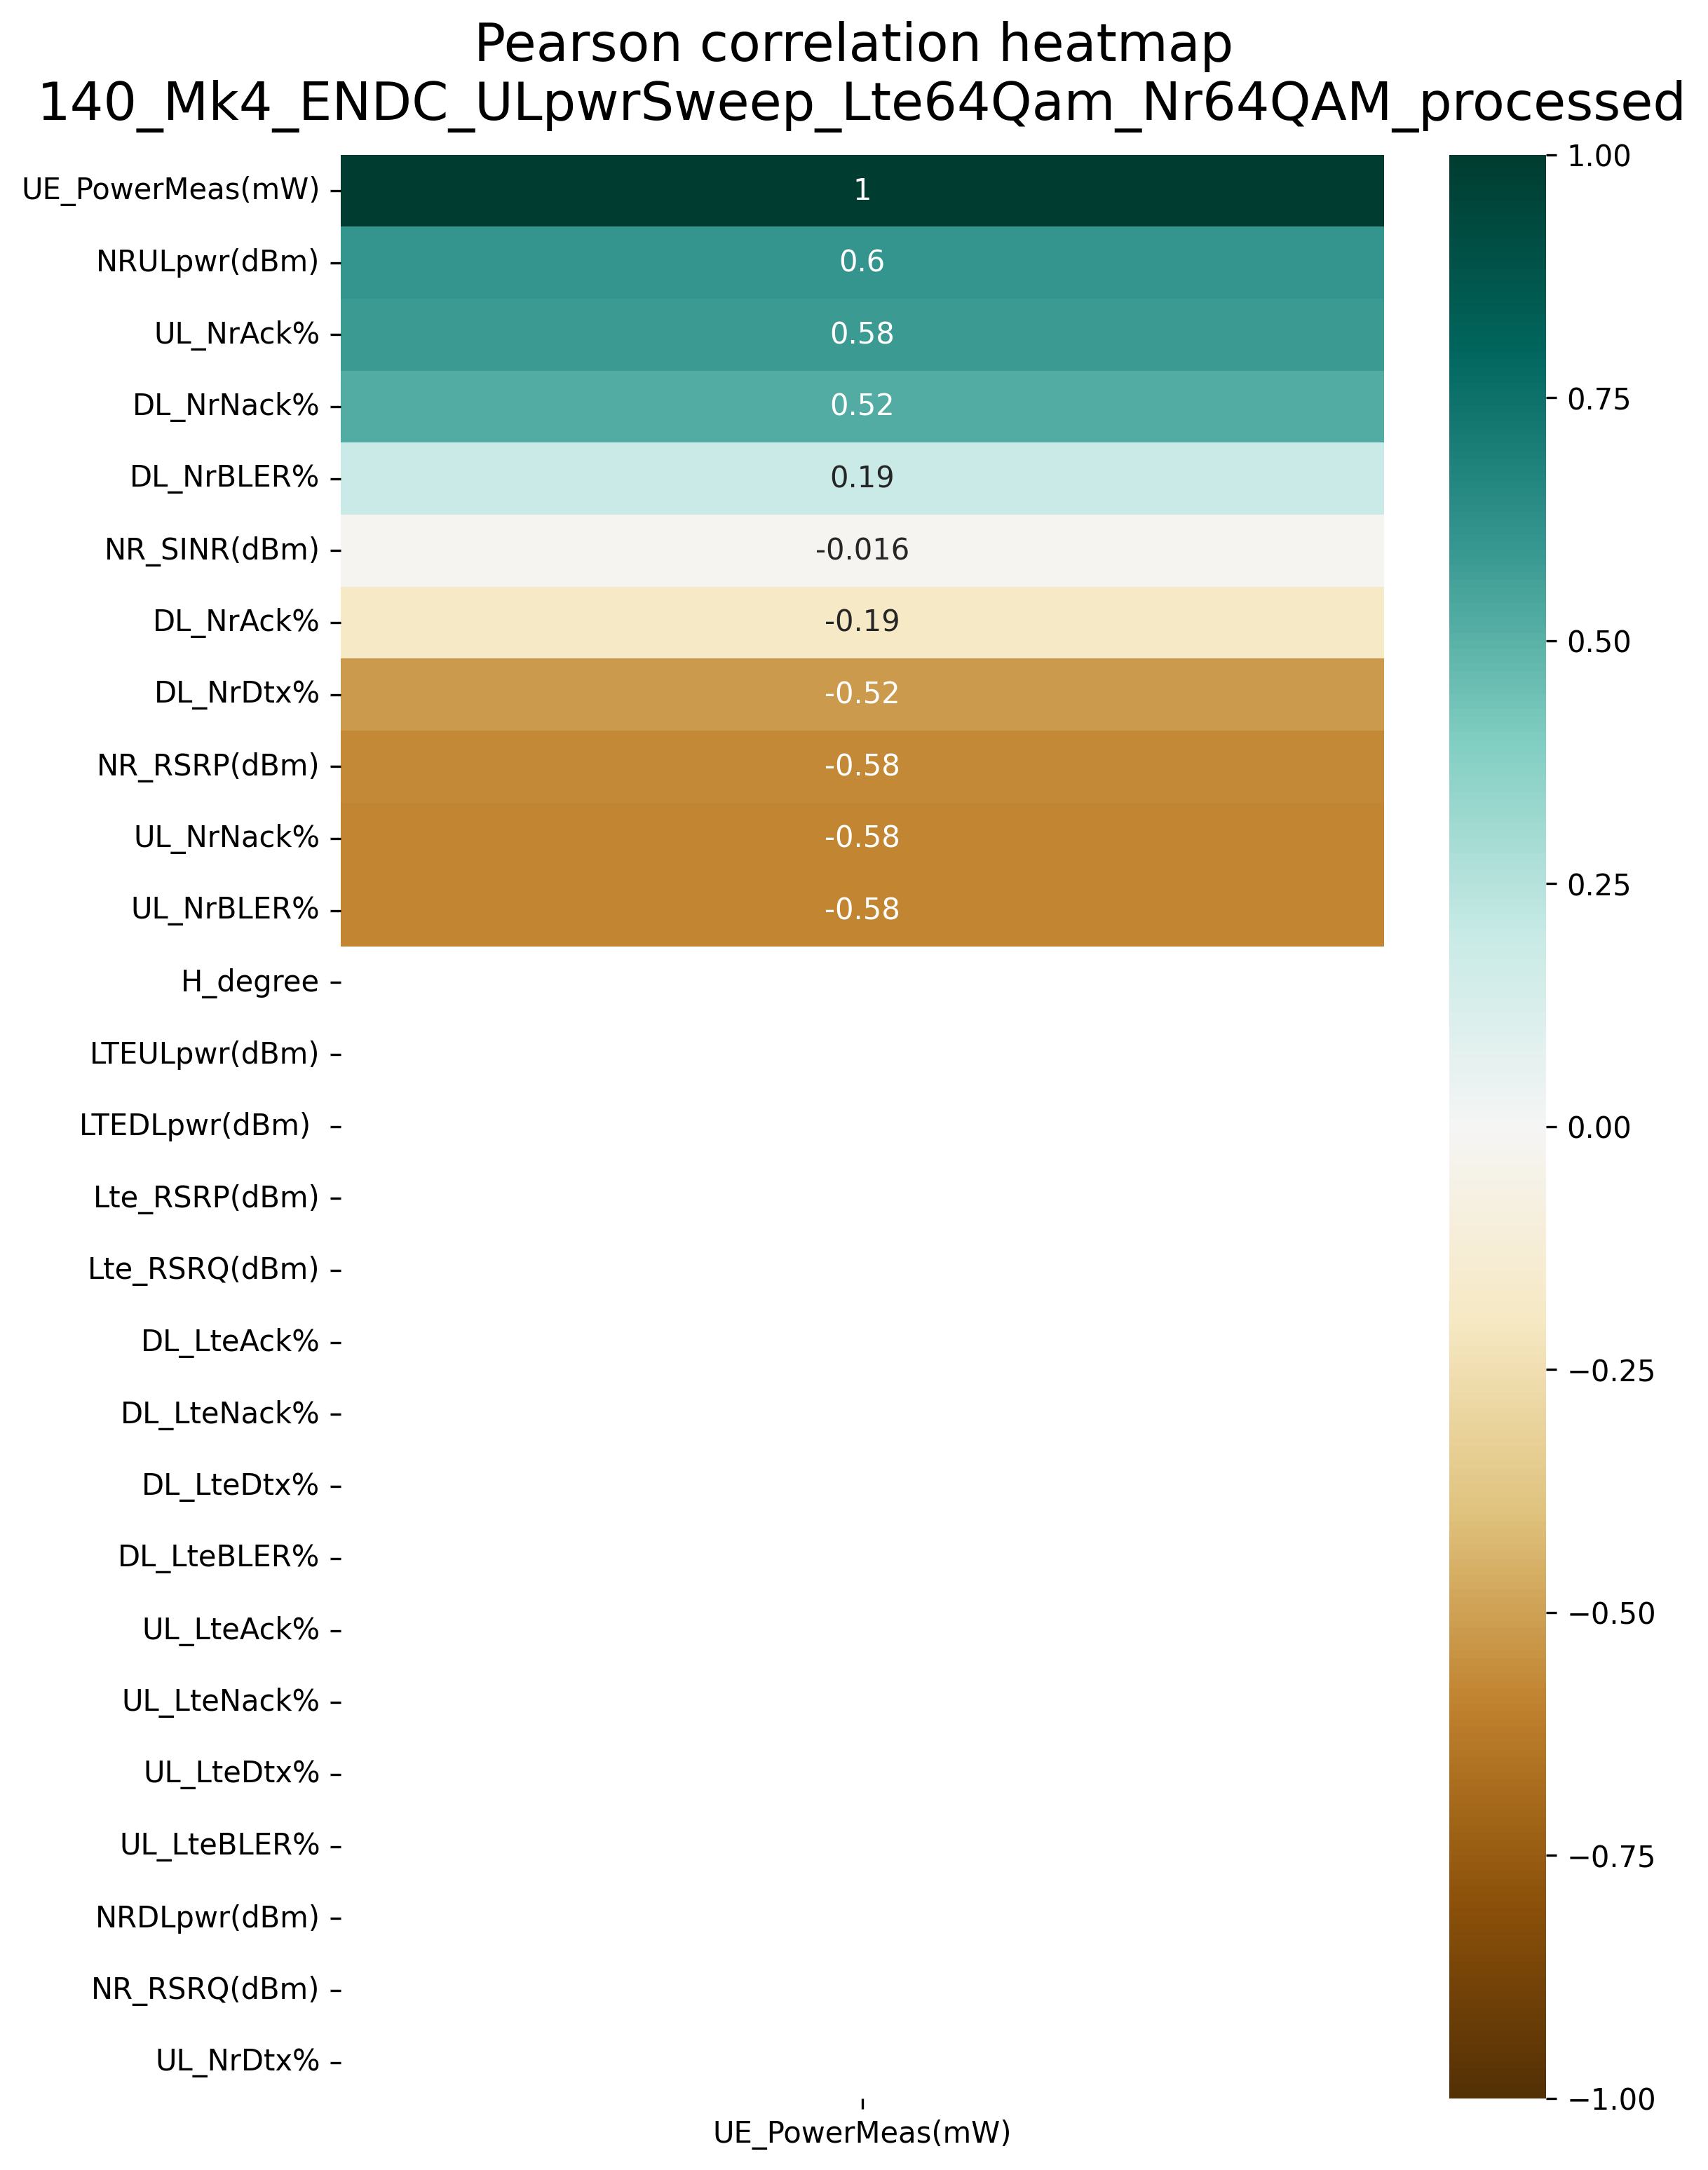 Pearson correlation heatmap
140_Mk4_ENDC_ULpwrSweep_Lte64Qam_Nr64QAM_processed
UE_PowerMeas(mW) 1
NRULpwr(dBm) 0.6
UL_NrAck% 0.58
DL_NrNack% 0.52
DL_NrBLER% 0.19
NR_SINR(dBm) -0.016
DL_NrAck% -0.19
DL_NrDtx% -0.52
NR_RSRP(dBm) -0.58
UL_NrNack% -0.58
UL_NrBLER% -0.58
H_degree
LTEULpwr(dBm)
LTEDLpwr(dBm)
Lte_RSRP(dBm)
Lte_RSRQ(dBm)
DL_LteAck%
DL_LteNack%
DL_LteDtx%
DL_LteBLER%
UL_LteAck%
UL_LteNack%
UL_LteDtx%
UL_LteBLER%
NRDLpwr(dBm)
NR_RSRQ(dBm)
UL_NrDtx%
UE_PowerMeas(mW)
1.00
0.75
0.50
0.25
0.00
−0.25
−0.50
−0.75
−1.00